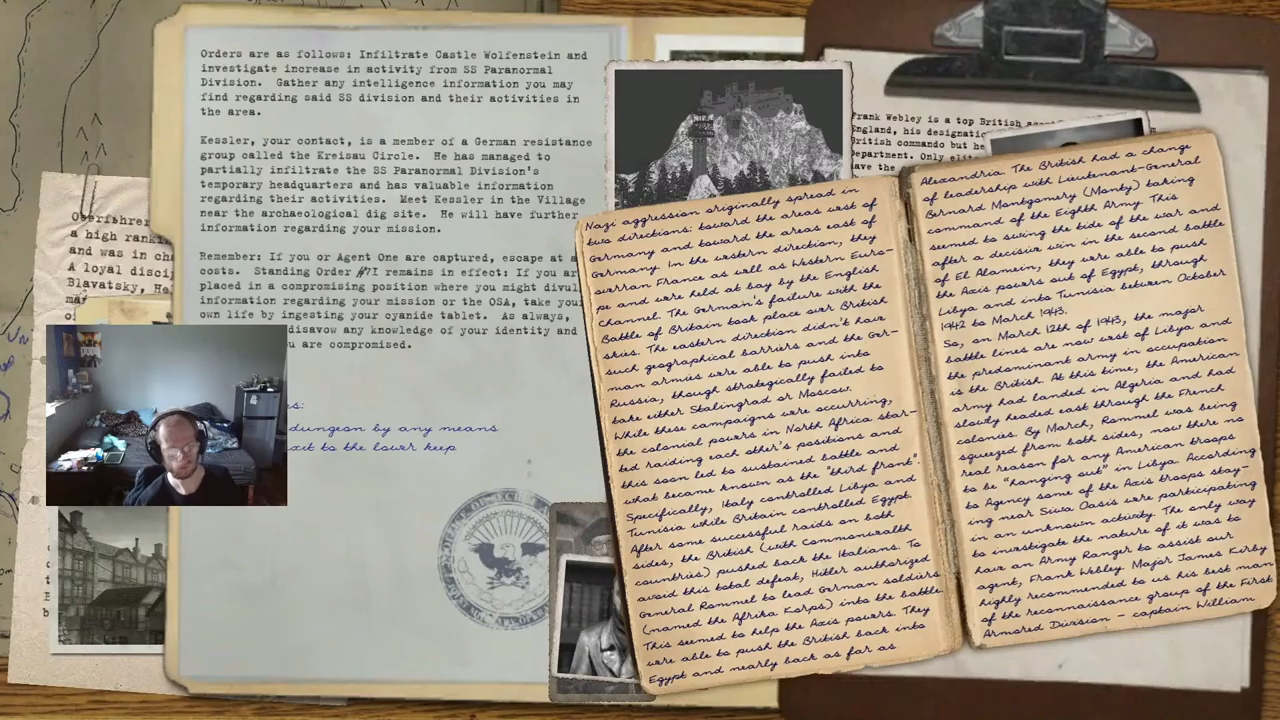 Orders are as follows: Infiltrate Castle Wolfenstein and
investigate increase in activity from SS Paranormal
Division. Gather any intelligence information you may
find regarding said SS division and their activities in
the area.
Kessler, your contact, is a member of a German resistance
group called the Kreisau Circle. He has managed to
partially infiltrate the SS Paranormal Division's
temporary headquarters and has valuable information
regarding their activities. Meet Kessler in the Village
near the archaeological dig site. He will have further
information regarding your mission.
Remember: If you or Agent One are captured, escape at a
costs. Standing Order #71 remains in effect: If you ar
placed in a compromising position where you might divul
information regarding your mission or the OSA, take you
own life by ingesting your cyanide tablet. As always,
disavow any knowledge of your identity and
u are compromised.
dungeon by any means
exit to the lower keep
Oberführer
a high ranki
and was in cha
A loyal discip
Blavatsky, He
Frank Webley is a top British
England, his designatio
British commando but he
Department. Only elit
have the
Nazi aggression originally spread in
two directions: toward the areas west of
Germany and toward the areas east of
Germany. In the western direction, they
overran France as well as Western Euro-
pe and were held at bay by the English
Channel. The German's failure with the
Battle of Britain took place over British
skies. The eastern direction didn't have
such geographical barriers and the Ger-
man armies were able to push into
Russia, though strategically failed to
take either Stalingrad or Moscow.
While these campaigns were occurring,
the colonial powers in North Africa star-
ted raiding each other's positions and
this soon led to sustained battle and
what became known as the "third front".
Specifically, Italy controlled Libya and
Tunisia while Britain controlled Egypt.
After some successful raids on both
sides, the British (with Commonwealth
countries) pushed back the Italians. To
avoid this total defeat, Hitler authorized
General Rommel to lead German soldiers
(named the Afrika Korps) into the battle.
This seemed to help the Axis powers. They
were able to push the British back into
Egypt and nearly back as far as
Alexandria. The British had a change
of leadership with Lieutenant-General
Bernard Montgomery (Monty) taking
command of the Eighth Army. This
seemed to swing the tide of the war and
after a decisive win in the second battle
of El Alamein, they were able to push
the Axis powers out of Egypt, through
Libya and into Tunisia between October
1942 to March 1943.
So, on March 12th of 1943, the major
battle lines are now west of Libya and
the predominant army in occupation
is the British. At this time, the American
army had landed in Algeria and had
slowly headed east through the French
colonies. By March, Rommel was being
squeezed from both sides, now there no
real reason for any American troops
to be "hanging out" in Libya. According
to Agency some of the Axis troops stay-
ing near Siwa Oasis were participating
in an unknown activity. The only way
to investigate the nature of it was to
have an Army Ranger to assist our
agent, Frank Webley. Major James Kirby
highly recommended to us his best man
of the reconnaissance group of the First
Armored Division - captain William